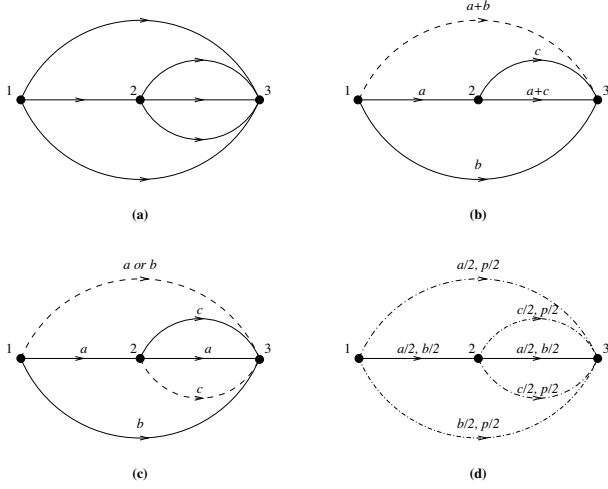 1
2
3
(a)
a+b
c
1
a
2
a+c
3
b
(b)
a or b
c
1
a
2
a
3
c
b
(c)
a/2, p/2
c/2, p/2
1
a/2, b/2
2
a/2, b/2
3
c/2, p/2
b/2, p/2
(d)